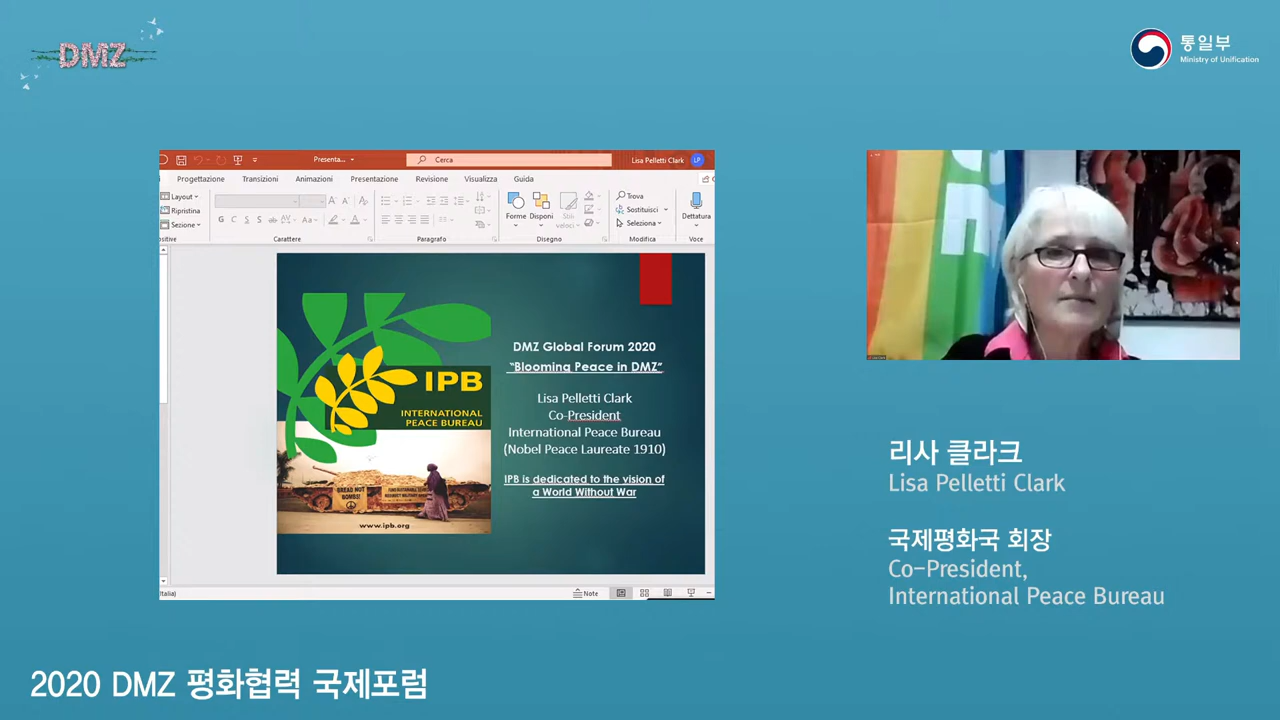 DMZ
통일부
Ministry of Unification
Presenta...
Cerca
Lisa Pelletti Clark
LP
Progettazione
Transizioni
Animazioni
Presentazione
Revisione
Visualizza
Guida
Layout
Ripristina
Sezione
G C S S
Aa
Carattere
Paragrafo
Forme
Disponi
Stili
veloci
Disegno
Trova
Sostituisci
Seleziona
Modifica
Dettatura
Voce
IPB
INTERNATIONAL
PEACE BUREAU
BREAD NOT
BOMBS!
www.ipb.org
DMZ Global Forum 2020
"Blooming Peace in DMZ"
Lisa Pelletti Clark
Co-President
International Peace Bureau
(Nobel Peace Laureate 1910)
IPB is dedicated to the vision of
a World Without War
Italia)
Note
리사 클라크
Lisa Pelletti Clark
국제평화국 회장
Co-President,
International Peace Bureau
2020 DMZ 평화협력 국제포럼